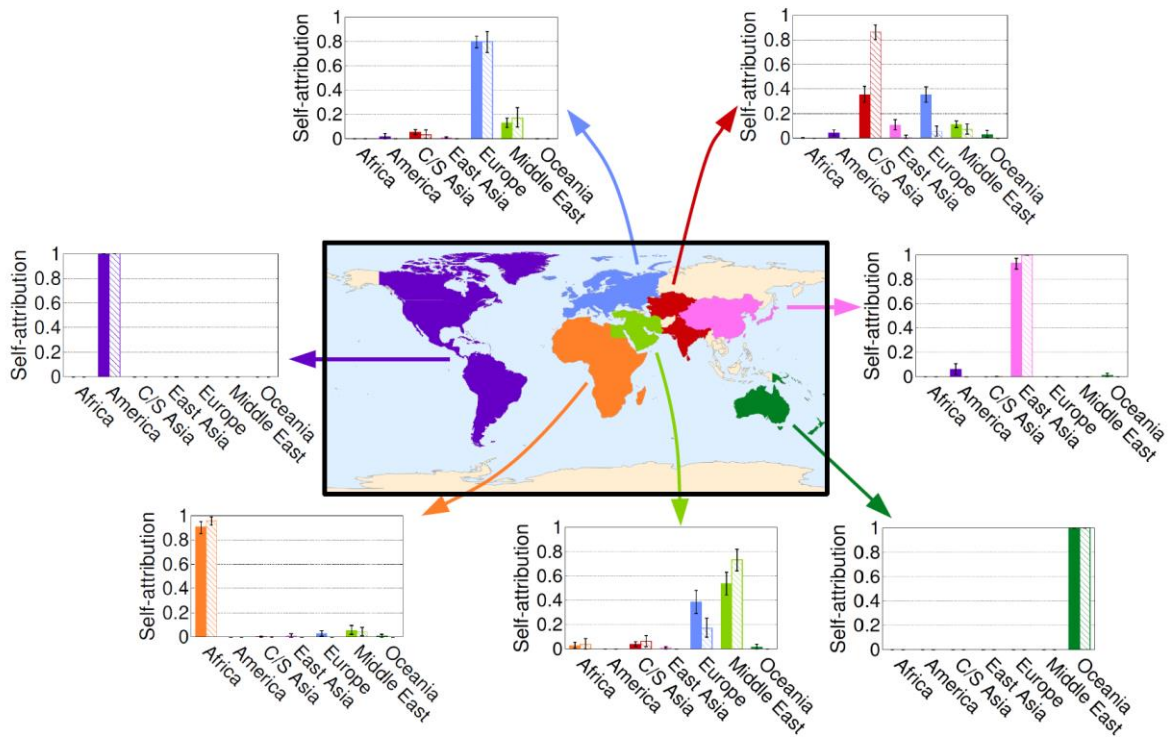 Self-attribution
1
0.8
0.6
0.4
0.2
0
Africa
America
C/S Asia
East Asia
Europe
Middle East
Oceania
Self-attribution
1
0.8
0.6
0.4
0.2
0
Africa
America
C/S Asia
East Asia
Europe
Middle East
Oceania
Self-attribution
1
0.8
0.6
0.4
0.2
0
Africa
America
C/S Asia
East Asia
Europe
Middle East
Oceania
Self-attribution
1
0.8
0.6
0.4
0.2
0
Africa
America
C/S Asia
East Asia
Europe
Middle East
Oceania
Self-attribution
1
0.8
0.6
0.4
0.2
0
Africa
America
C/S Asia
East Asia
Europe
Middle East
Oceania
Self-attribution
1
0.8
0.6
0.4
0.2
0
Africa
America
C/S Asia
East Asia
Europe
Middle East
Oceania
Self-attribution
1
0.8
0.6
0.4
0.2
0
Africa
America
C/S Asia
East Asia
Europe
Middle East
Oceania